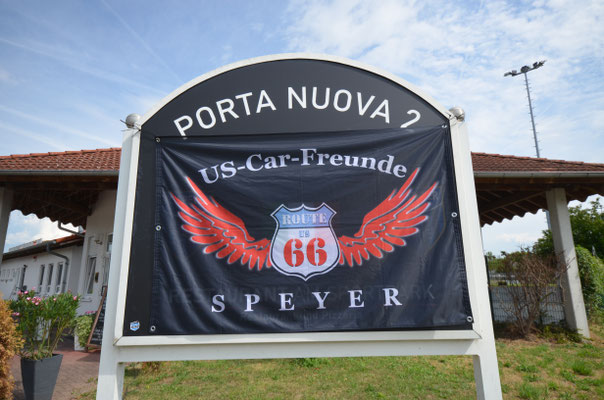 PORTA NUOVA 2
US-Car-Freunde
ROUTE
US
66
SPEYER